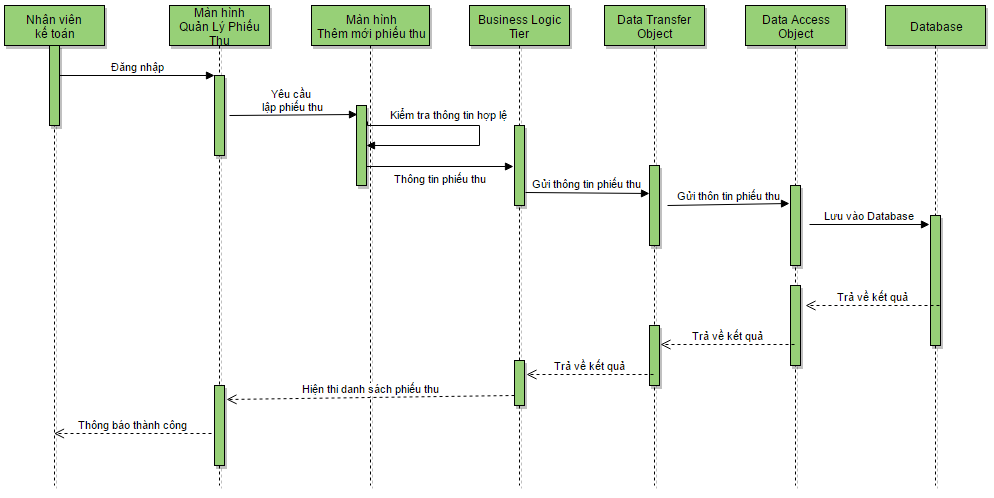 Nhân viên
kế toán
Màn hình
Quản Lý Phiếu
Thu
Màn hình
Thêm mới phiếu thu
Business Logic
Tier
Data Transfer
Object
Data Access
Object
Database
Đăng nhập
Yêu cầu
lập phiếu thu
Kiểm tra thông tin hợp lệ
Thông tin phiếu thu
Gửi thông tin phiếu thu
Gửi thôn tin phiếu thu
Lưu vào Database
Trả về kết quả
Trả về kết quả
Trả về kết quả
Hiện thi danh sách phiếu thu
Thông báo thành công